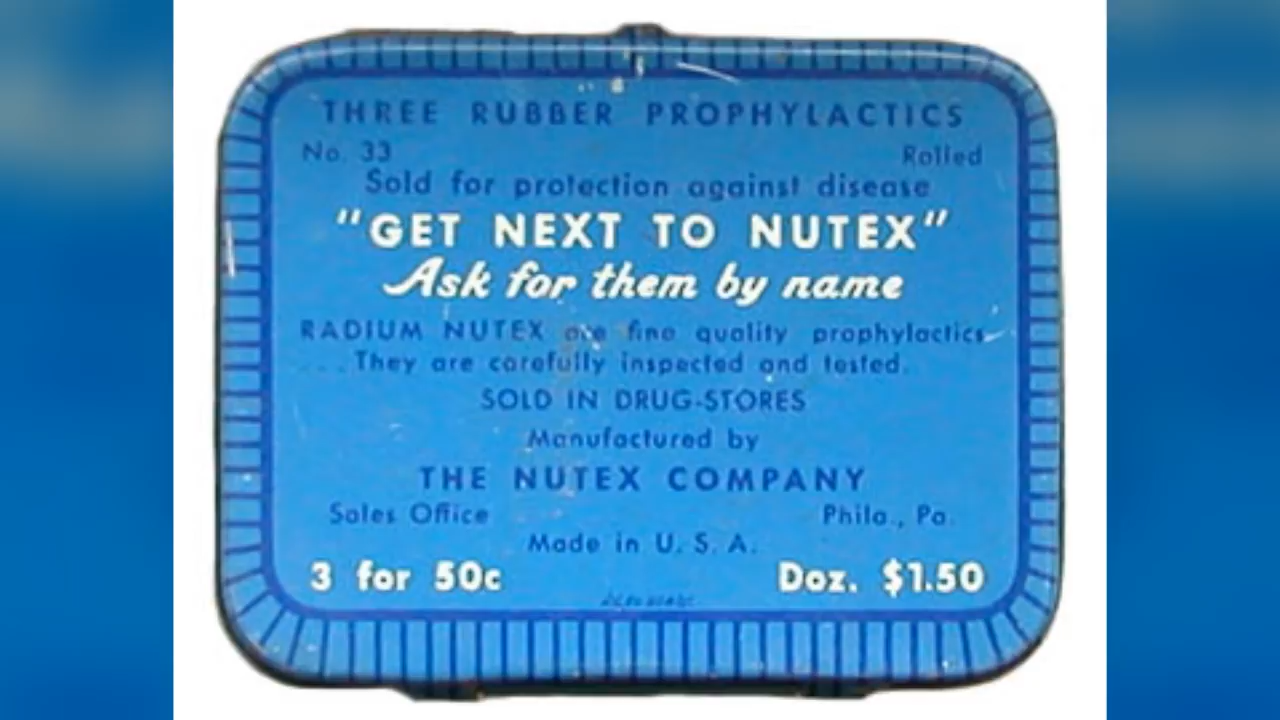 THREE RUBBER PROPHYLACTICS
No. 33 Rolled
Sold for protection against disease
"GET NEXT TO NUTEX"
Ask for them by name
RADIUM NUTEX are fine quality prophylactics
...They are carefully inspected and tested.
SOLD IN DRUG-STORES
Manufactured by
THE NUTEX COMPANY
Sales Office Phila., Pa.
Made in U. S. A.
3 for 50c Doz. $1.50